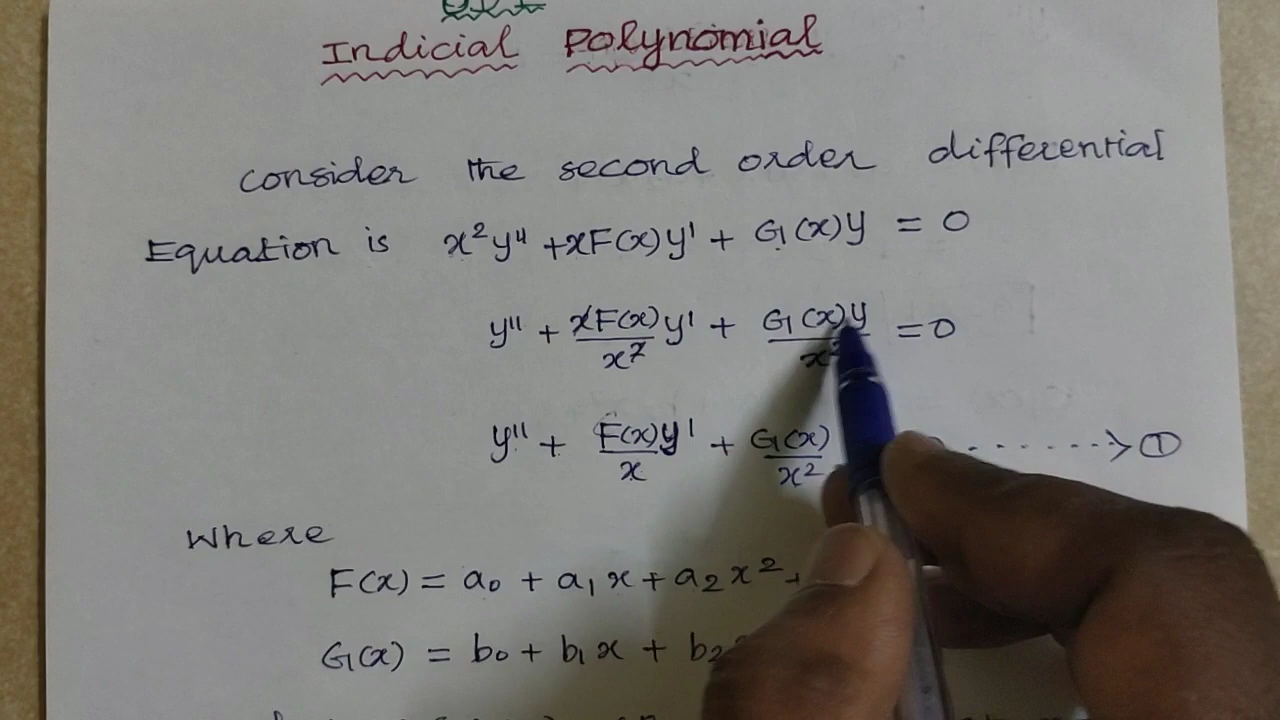 Indicial Polynomial
consider the second order differential
Equation is x²y'' + xF(x)y' + G(x)y = 0
y'' + xF(x)/x² y' + G(x)y/x² = 0
y'' + F(x)y'/x + G(x)/x² ------> ①
Where
F(x) = a₀ + a₁x + a₂x² +
G(x) = b₀ + b₁x + b₂